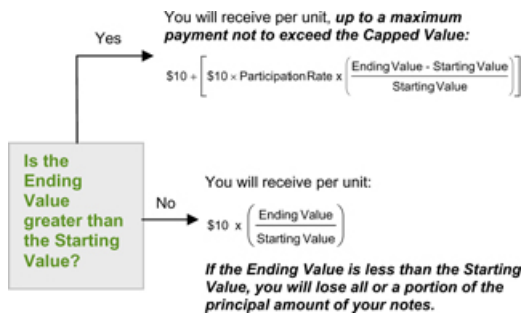 You will receive per unit, up to a maximum
payment not to exceed the Capped Value:
Yes
$10 + [$10 × Participation Rate x (Ending Value - Starting Value / Starting Value)]
Is the
Ending
Value
greater than
the Starting
Value?
No
You will receive per unit:
$10 x (Ending Value / Starting Value)
If the Ending Value is less than the Starting
Value, you will lose all or a portion of the
principal amount of your notes.